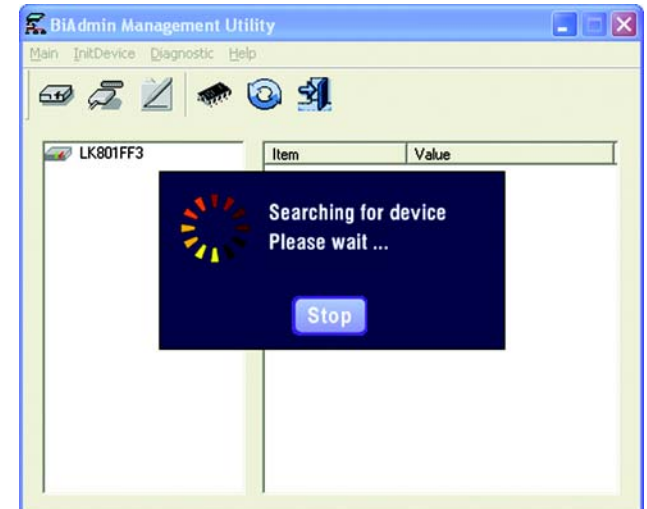 BiAdmin Management Utility
Main InitDevice Diagnostic Help
LK801FF3
Item Value
Searching for device
Please wait ...
Stop